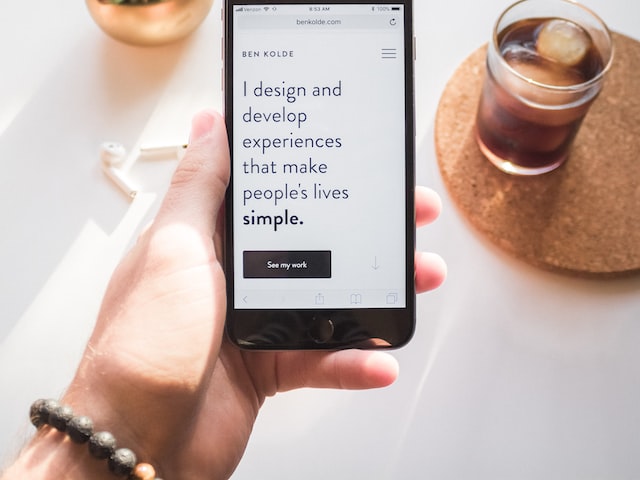 Verizon 9:53 AM 100%
benkolde.com
BEN KOLDE
I design and
develop
experiences
that make
people's lives
simple.
See my work